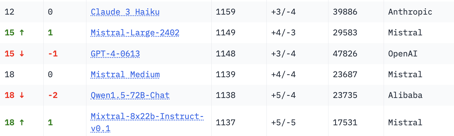 12 0 Claude 3 Haiku 1159 +3/-4 39886 Anthropic
15 ↑ 1 Mistral-Large-2402 1149 +4/-3 29583 Mistral
15 ↓ -1 GPT-4-0613 1148 +3/-4 47826 OpenAI
18 0 Mistral Medium 1139 +4/-4 23687 Mistral
18 ↓ -2 Qwen1.5-72B-Chat 1138 +5/-4 23735 Alibaba
18 ↑ 1 Mixtral-8x22b-Instruct- 1137 +5/-5 17531 Mistral
v0.1